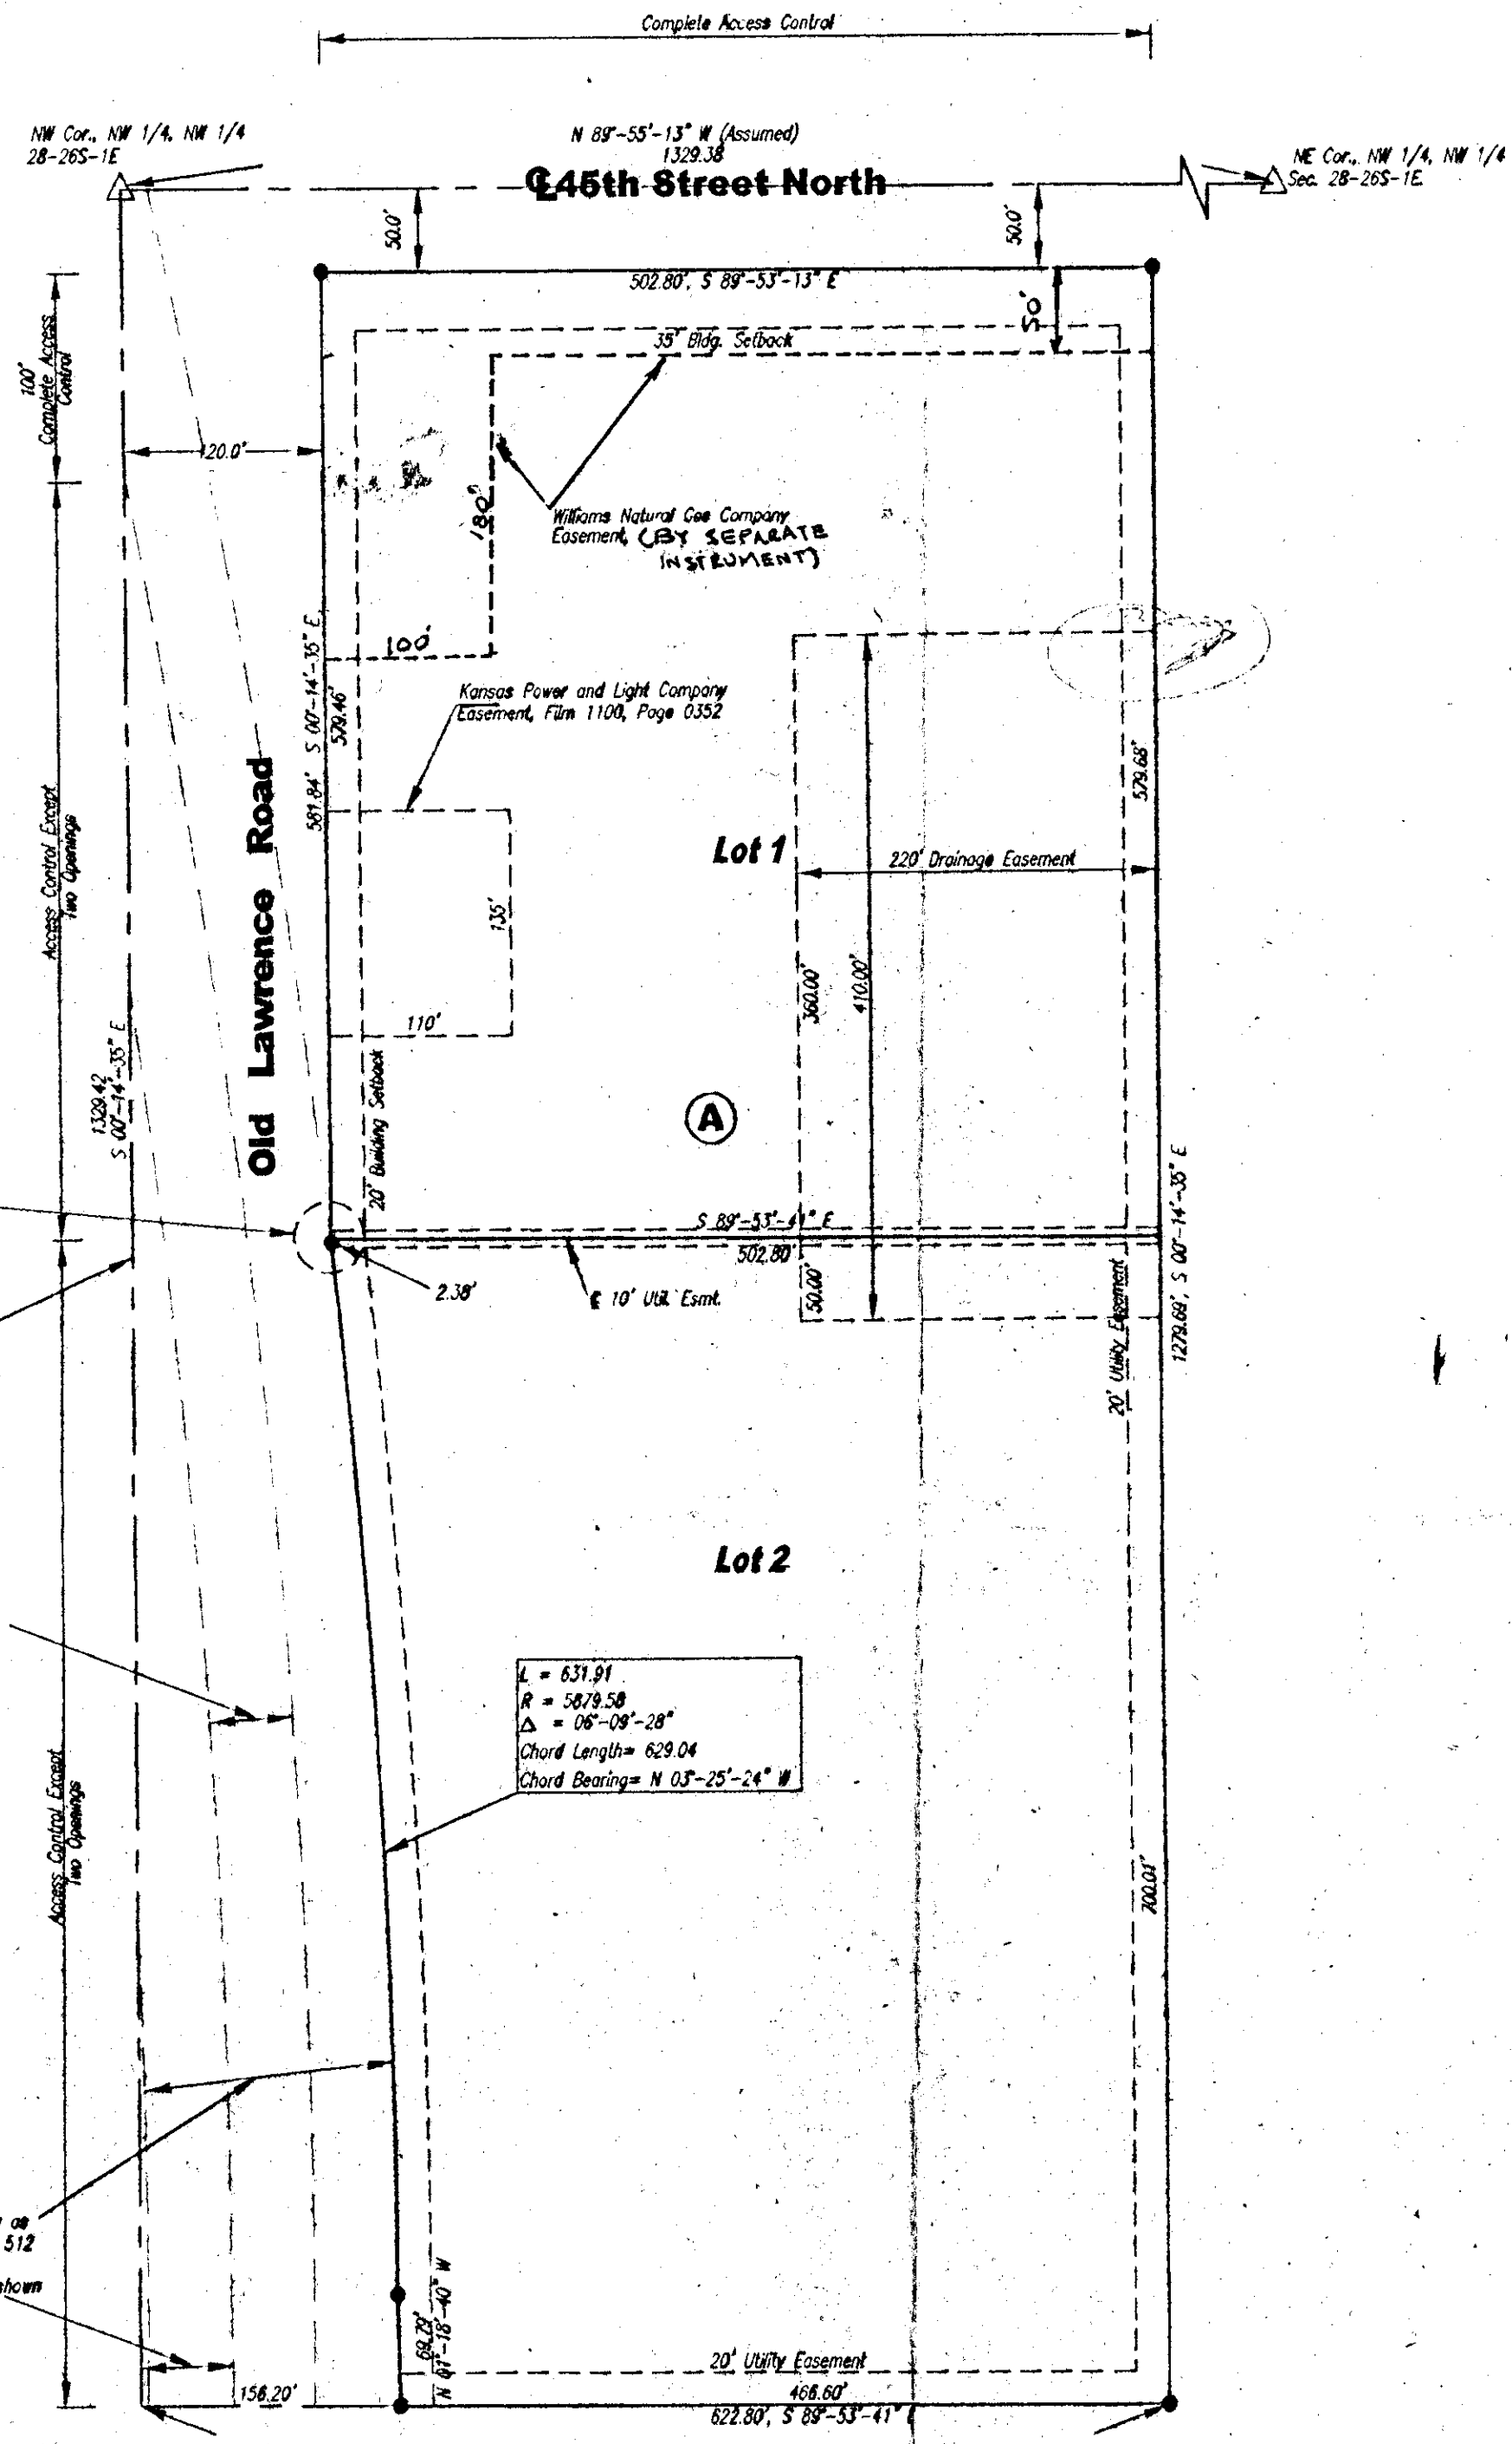 Complete Access Control
NW Cor., NW 1/4, NW 1/4
28-26S-1E
N 89°-55'-13" W (Assumed)
1329.38
℄45th Street North
NE Cor., NW 1/4, NW 1/4
Sec. 28-26S-1E
50.0'
50.0'
502.80', S 89°-53'-13" E
50'
35' Bldg. Setback
100'
Complete Access
Control
120.0'
180'
Williams Natural Gas Company
Easement, (BY SEPARATE
INSTRUMENT)
100'
Kansas Power and Light Company
Easement, Film 1100, Page 0352
581.84' S 00°-14'-35" E
579.46'
579.68'
Old Lawrence Road
Access Control Except
Two Openings
Lot 1
220' Drainage Easement
135'
110'
360.00'
410.00'
1329.42
S 00°-14'-35" E
20' Building Setback
A
S 89°-53'-41" E
502.80'
2.38'
℄ 10' Util. Esmt.
50.00'
20' Utility Easement
1279.69', S 00°-14'-35" E
Lot 2
L = 631.91
R = 5879.58
Δ = 06°-09'-28"
Chord Length= 629.04
Chord Bearing= N 03°-25'-24" W
Access Control Except
Two Openings
700.01'
as
512
shown
69.79'
N 01°-18'-40" W
20' Utility Easement
156.20'
466.60'
622.80', S 89°-53'-41" E